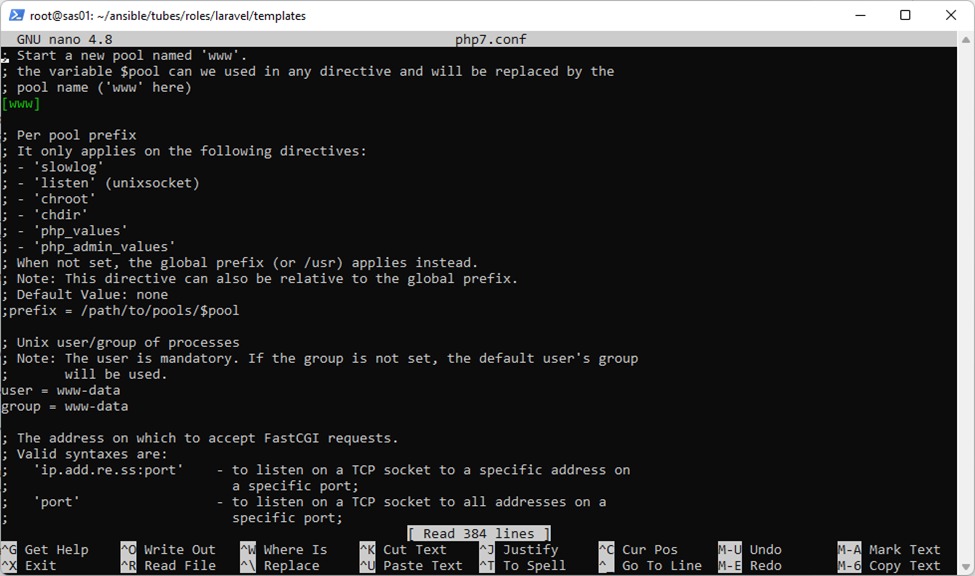 root@sas01: ~/ansible/tubes/roles/laravel/templates
GNU nano 4.8 php7.conf
; Start a new pool named 'www'.
; the variable $pool can we used in any directive and will be replaced by the
; pool name ('www' here)
[www]
; Per pool prefix
; It only applies on the following directives:
; - 'slowlog'
; - 'listen' (unixsocket)
; - 'chroot'
; - 'chdir'
; - 'php_values'
; - 'php_admin_values'
; When not set, the global prefix (or /usr) applies instead.
; Note: This directive can also be relative to the global prefix.
; Default Value: none
;prefix = /path/to/pools/$pool
; Unix user/group of processes
; Note: The user is mandatory. If the group is not set, the default user's group
;       will be used.
user = www-data
group = www-data
; The address on which to accept FastCGI requests.
; Valid syntaxes are:
;   'ip.add.re.ss:port'    - to listen on a TCP socket to a specific address on
;                            a specific port;
;   'port'                 - to listen on a TCP socket to all addresses on a
;                            specific port;
[ Read 384 lines ]
^G Get Help ^O Write Out ^W Where Is ^K Cut Text ^J Justify ^C Cur Pos M-U Undo M-A Mark Text
^X Exit ^R Read File ^\ Replace ^U Paste Text ^T To Spell ^_ Go To Line M-E Redo M-6 Copy Text